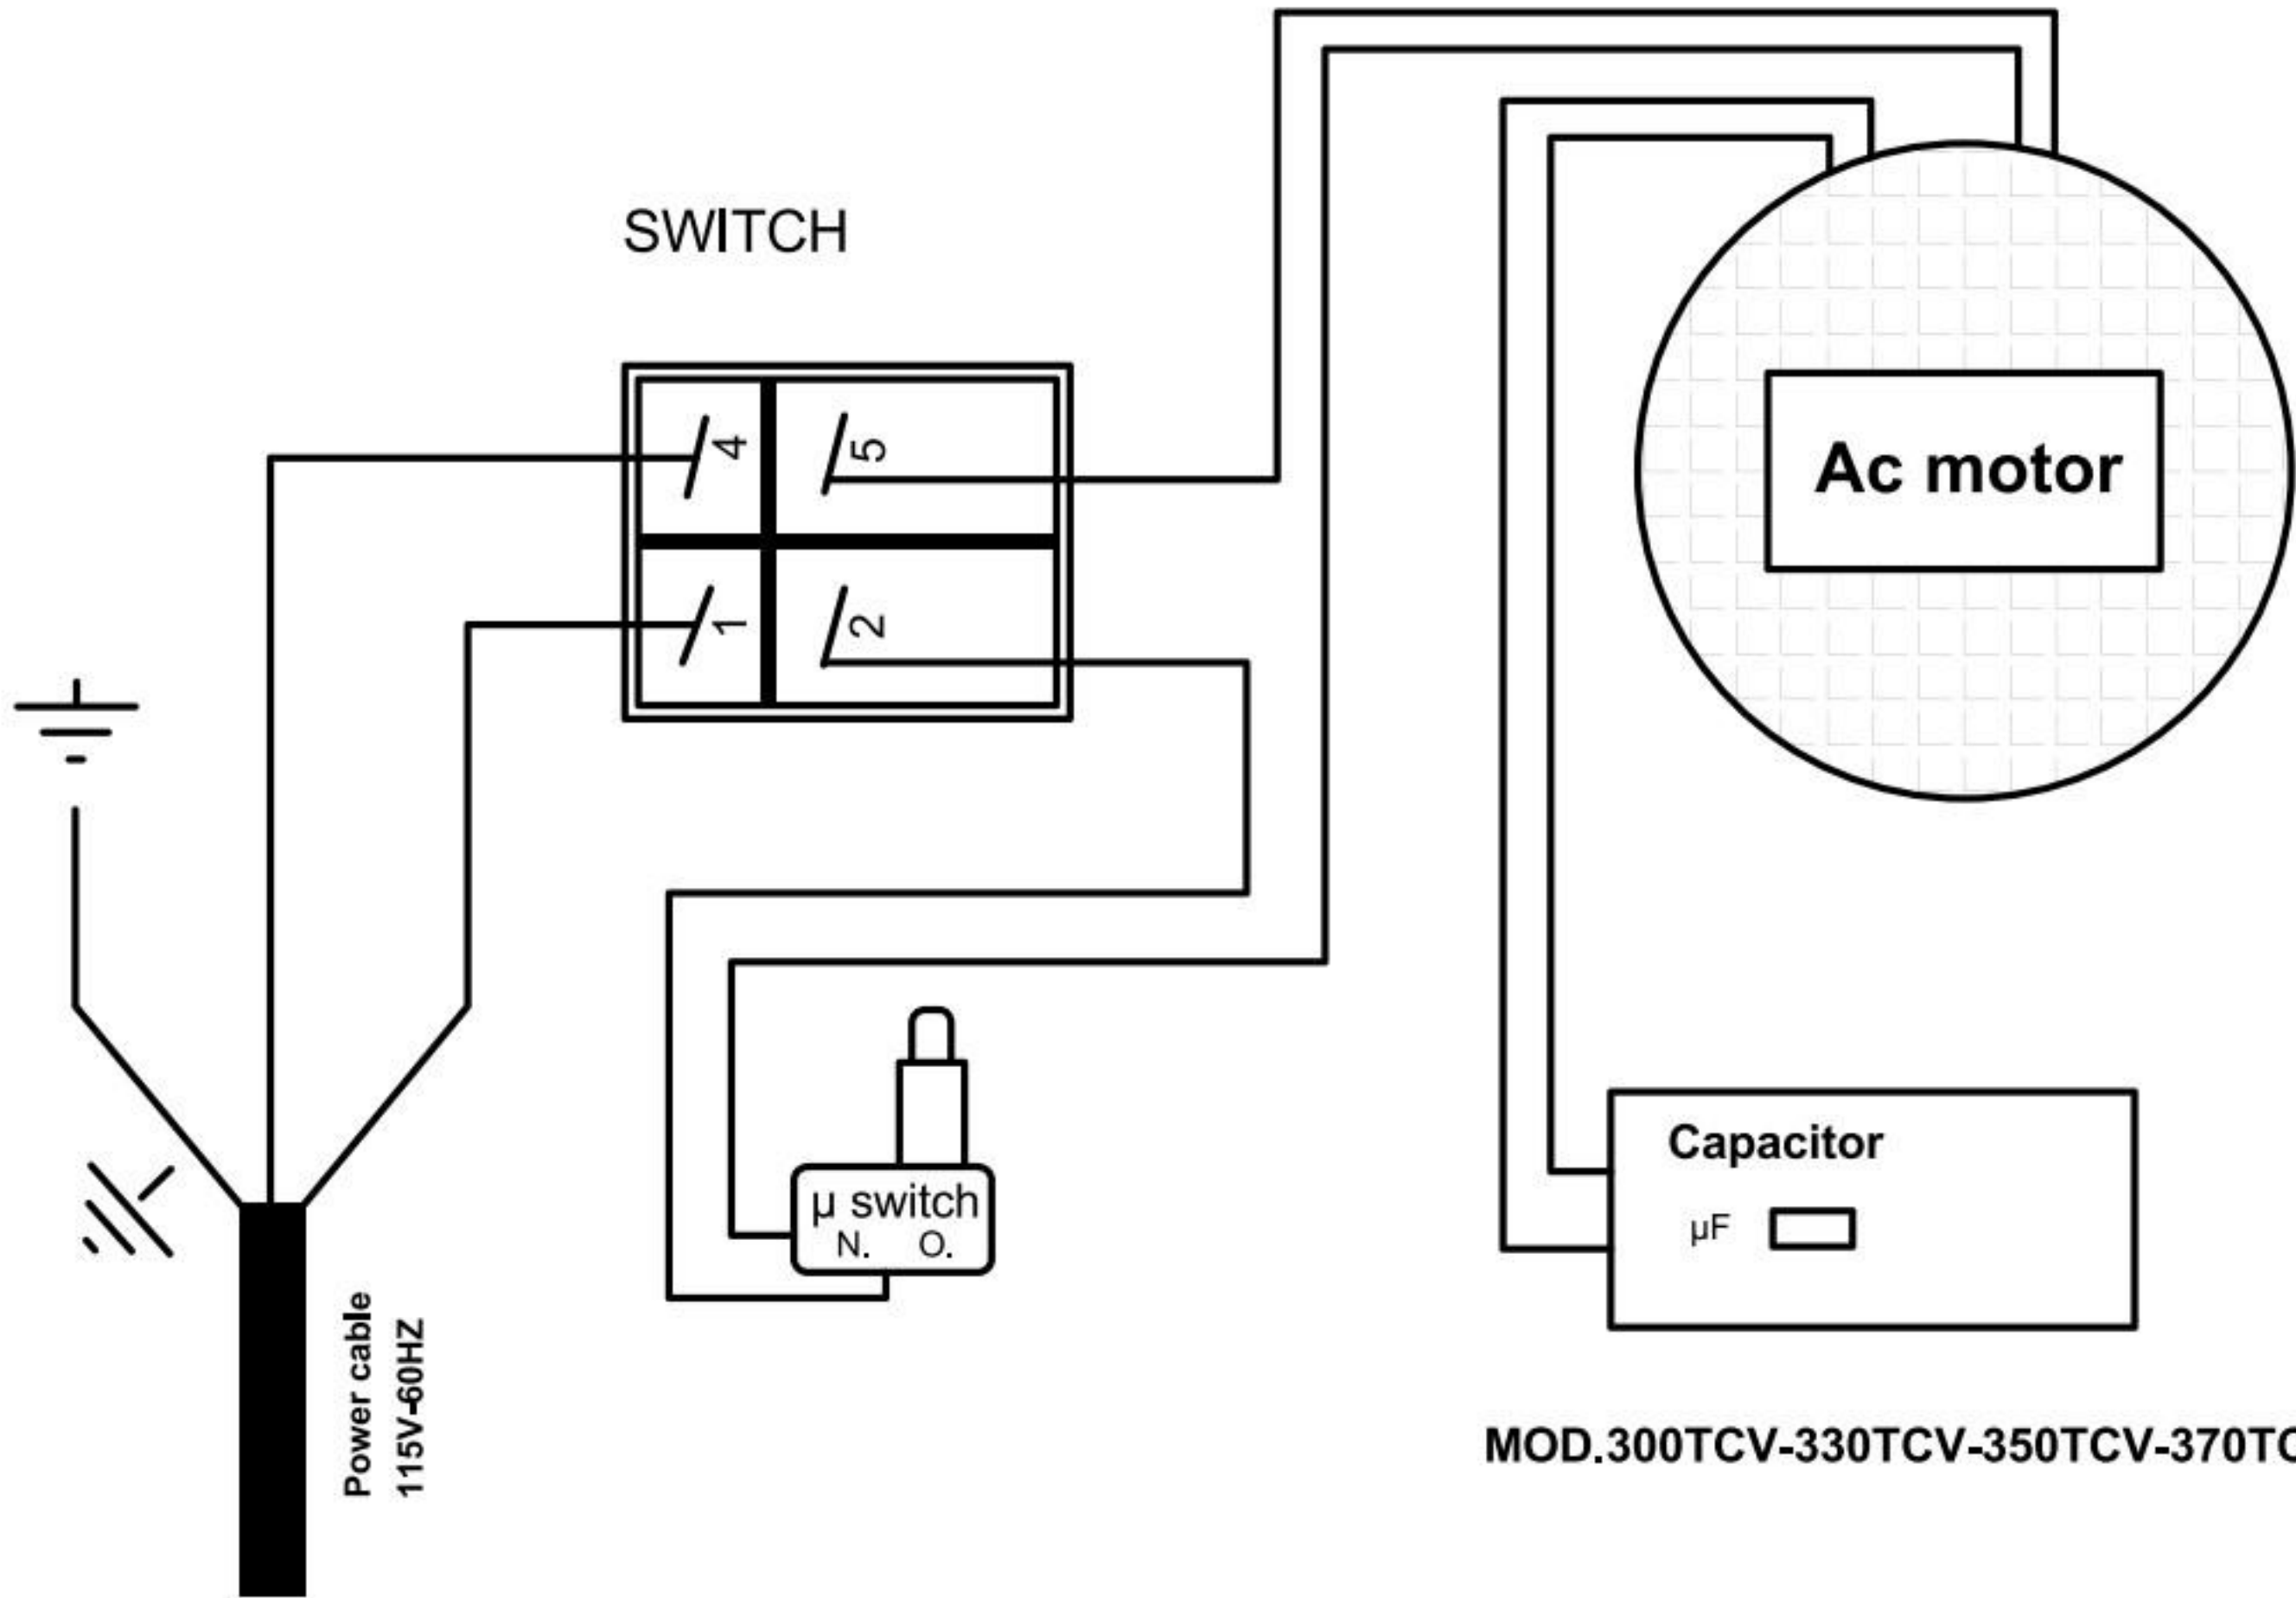 SWITCH
4
5
1
2
Ac motor
µ switch
N. O.
Capacitor
µF
Power cable
115V-60HZ
MOD.300TCV-330TCV-350TCV-370TC